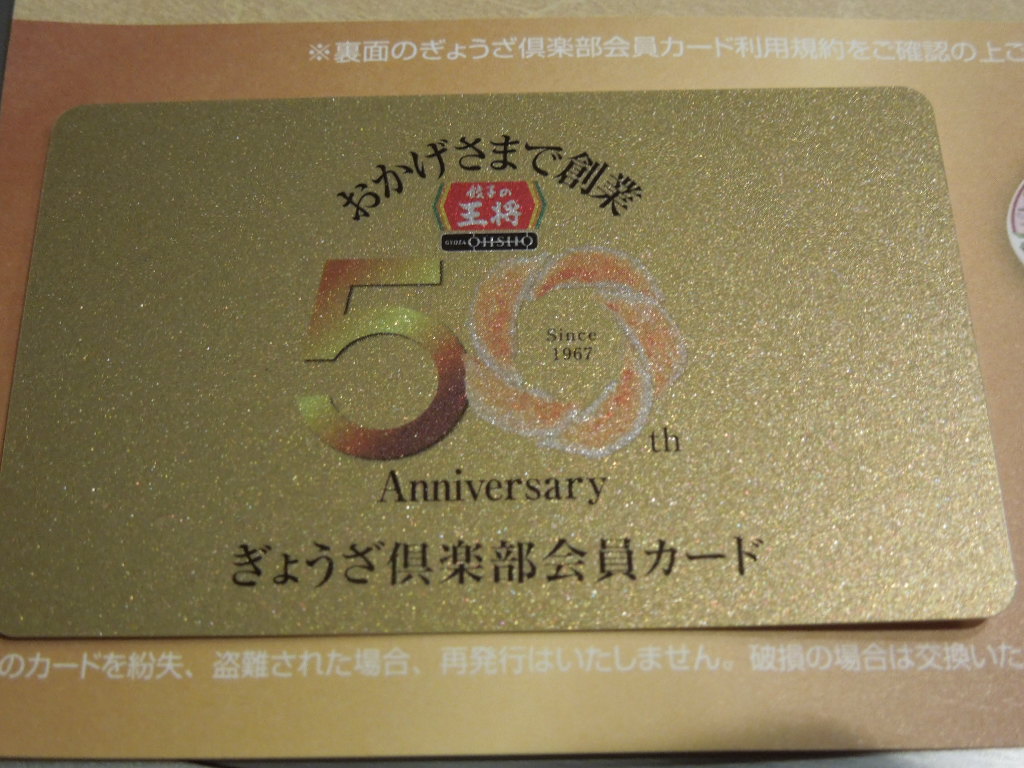 ※裏面のぎょうざ倶楽部会員カード利用規約をご確認の上ご
おかげさまで創業
餃子の
王将
GYOZA OHSHO
50th
Since
1967
Anniversary
ぎょうざ倶楽部会員カード
のカードを紛失、盗難された場合、再発行はいたしません。破損の場合は交換いた